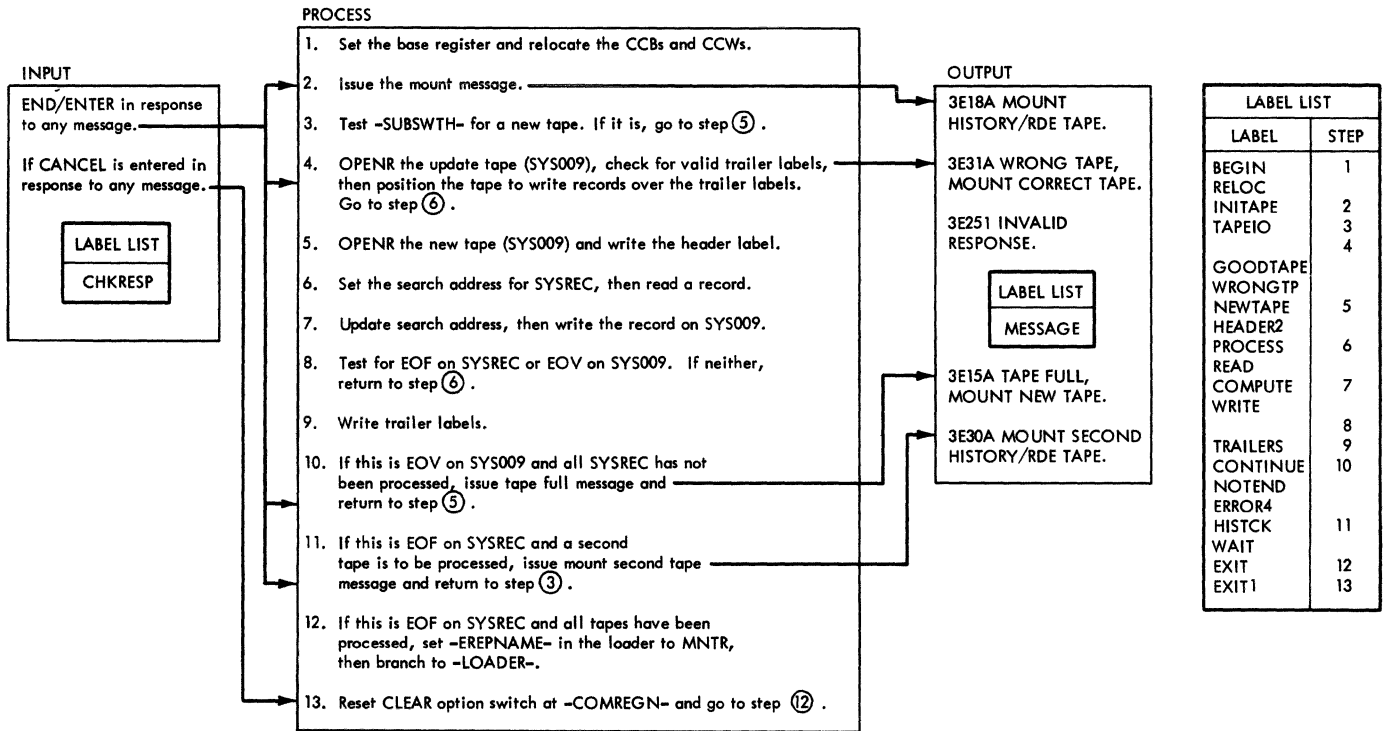 PROCESS
1. Set the base register and relocate the CCBs and CCWs.
2. Issue the mount message.
3. Test -SUBSWTH- for a new tape. If it is, go to step 5 .
4. OPENR the update tape (SYS009), check for valid trailer labels,
then position the tape to write records over the trailer labels.
Go to step 6 .
5. OPENR the new tape (SYS009) and write the header label.
6. Set the search address for SYSREC, then read a record.
7. Update search address, then write the record on SYS009.
8. Test for EOF on SYSREC or EOV on SYS009. If neither,
return to step 6 .
9. Write trailer labels.
10. If this is EOV on SYS009 and all SYSREC has not
been processed, issue tape full message and
return to step 5 .
11. If this is EOF on SYSREC and a second
tape is to be processed, issue mount second tape
message and return to step 3 .
12. If this is EOF on SYSREC and all tapes have been
processed, set -EREPNAME- in the loader to MNTR,
then branch to -LOADER-.
13. Reset CLEAR option switch at -COMREGN- and go to step 12 .
INPUT
END/ENTER in response
to any message.
If CANCEL is entered in
response to any message.
LABEL LIST
CHKRESP
OUTPUT
3E18A MOUNT
HISTORY/RDE TAPE.
3E31A WRONG TAPE,
MOUNT CORRECT TAPE.
3E251 INVALID
RESPONSE.
LABEL LIST
MESSAGE
3E15A TAPE FULL,
MOUNT NEW TAPE.
3E30A MOUNT SECOND
HISTORY/RDE TAPE.
LABEL LIST
LABEL STEP
BEGIN 1
RELOC
INITAPE 2
TAPEIO 3
4
GOODTAPE
WRONGTP
NEWTAPE 5
HEADER2
PROCESS 6
READ
COMPUTE 7
WRITE
8
TRAILERS 9
CONTINUE 10
NOTEND
ERROR4
HISTCK 11
WAIT
EXIT 12
EXIT1 13